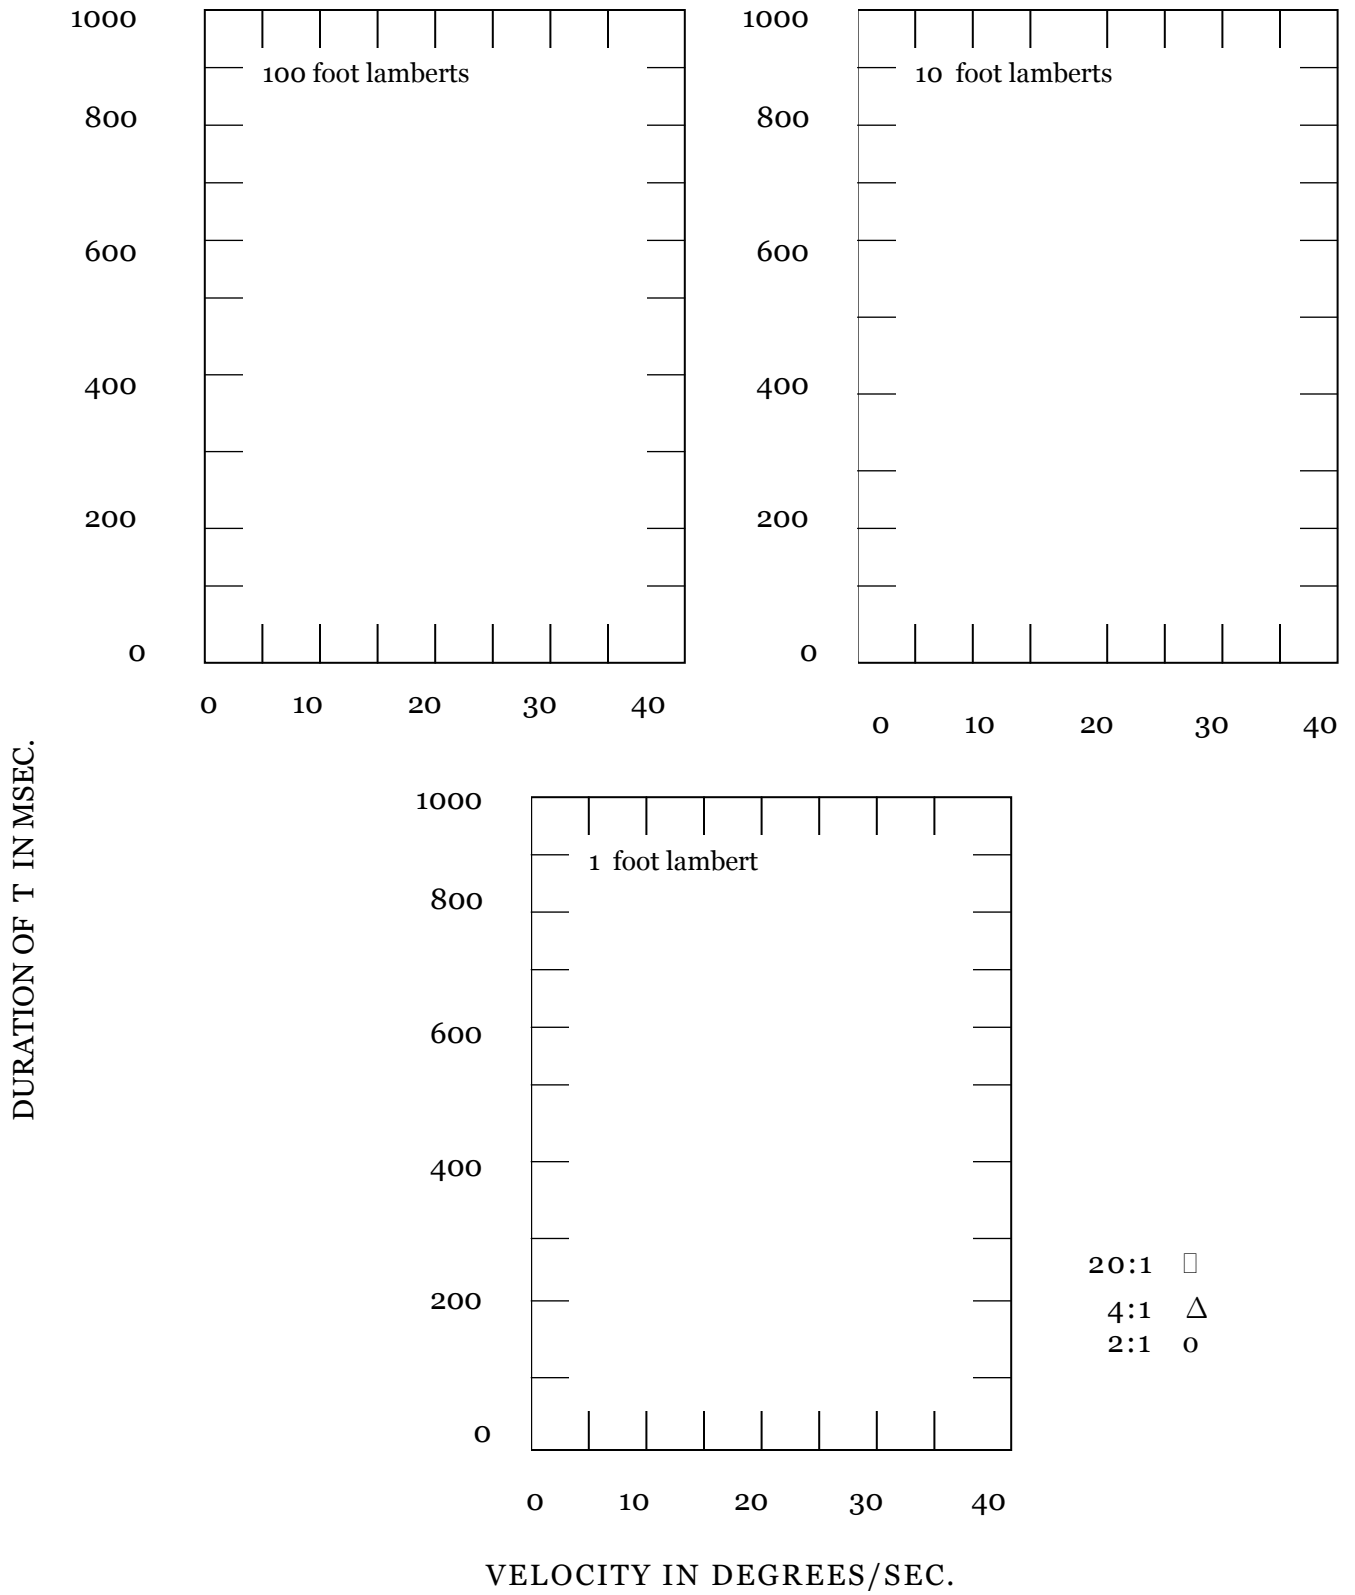 1000
100 foot lamberts
800
600
400
200
0
0 10 20 30 40
1000
10 foot lamberts
800
600
400
200
0
0 10 20 30 40
DURATION OF T IN MSEC.
1000
1 foot lambert
800
600
400
200
0
0 10 20 30 40
20:1 □
4:1 Δ
2:1 o
VELOCITY IN DEGREES/SEC.